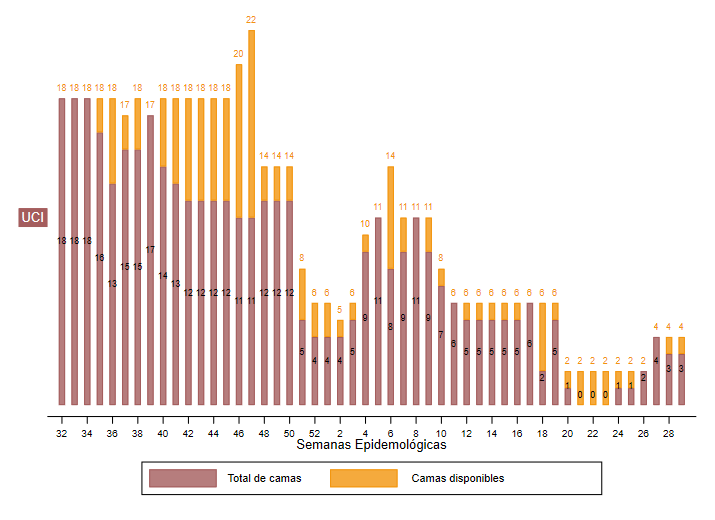 18 18 18 18 18 17 18 17 18 18 18 18 18 18 20 22 14 14 14 8 6 6 5 6 10 11 14 11 11 11 8 6 6 6 6 6 6 6 6 6 2 2 2 2 2 2 2 4 4 4
UCI
18 18 18 16 13 15 15 17 14 13 12 12 12 12 11 11 12 12 12 5 4 4 4 5 9 11 8 9 11 9 7 6 5 5 5 5 5 6 2 5 1 0 0 0 1 1 2 4 3 3
32 34 36 38 40 42 44 46 48 50 52 2 4 6 8 10 12 14 16 18 20 22 24 26 28
Semanas Epidemológicas
Total de camas Camas disponibles